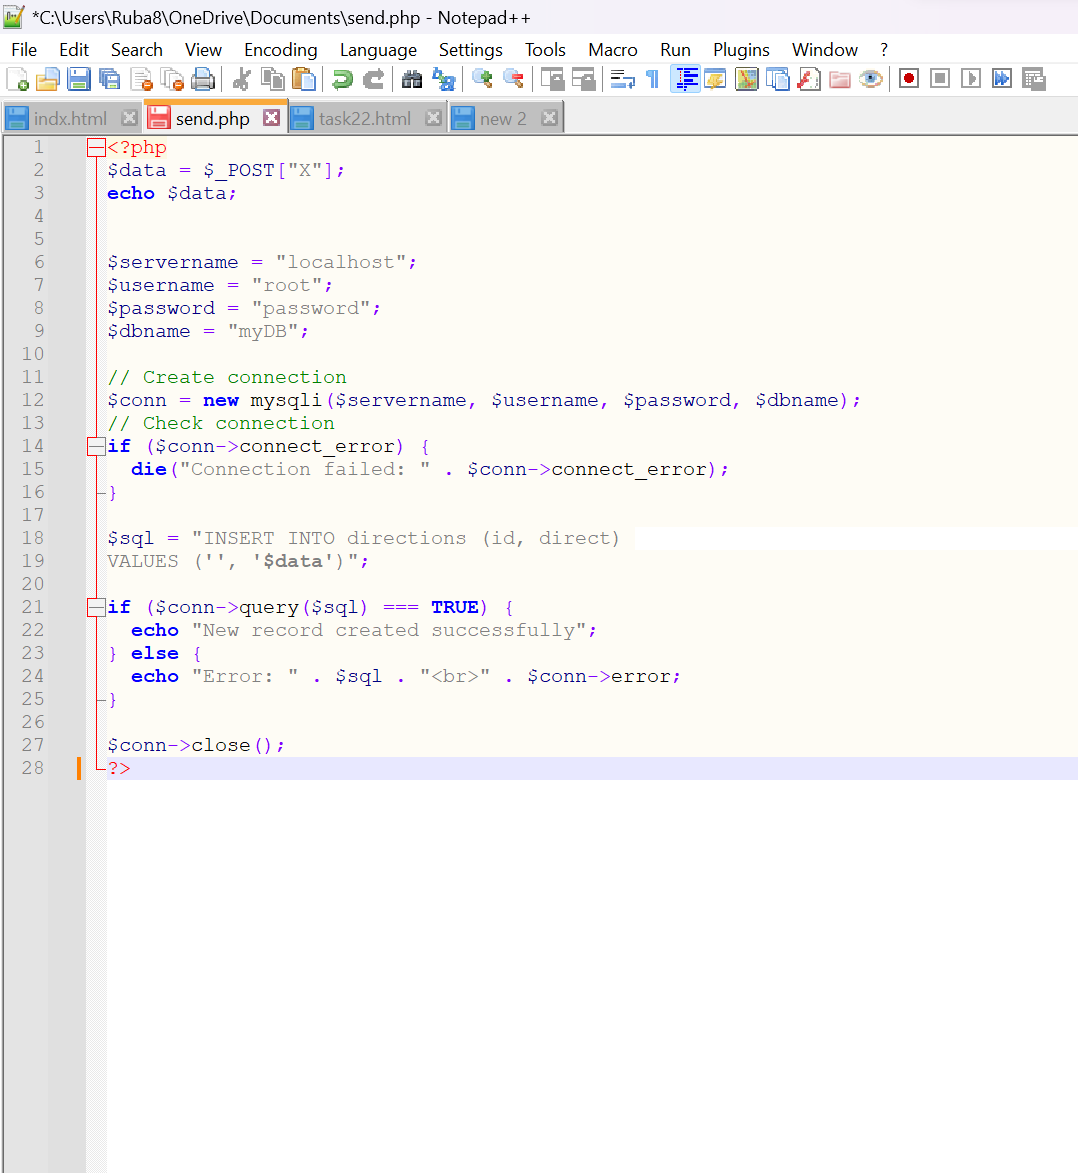 *C:\Users\Ruba8\OneDrive\Documents\send.php - Notepad++
File Edit Search View Encoding Language Settings Tools Macro Run Plugins Window ?
indx.html send.php task22.html new 2
1 <?php
2 $data = $_POST["X"];
3 echo $data;
4
5
6 $servername = "localhost";
7 $username = "root";
8 $password = "password";
9 $dbname = "myDB";
10
11 // Create connection
12 $conn = new mysqli($servername, $username, $password, $dbname);
13 // Check connection
14 if ($conn->connect_error) {
15   die("Connection failed: " . $conn->connect_error);
16 }
17
18 $sql = "INSERT INTO directions (id, direct)
19 VALUES ('', '$data')";
20
21 if ($conn->query($sql) === TRUE) {
22   echo "New record created successfully";
23 } else {
24   echo "Error: " . $sql . "<br>" . $conn->error;
25 }
26
27 $conn->close();
28 ?>